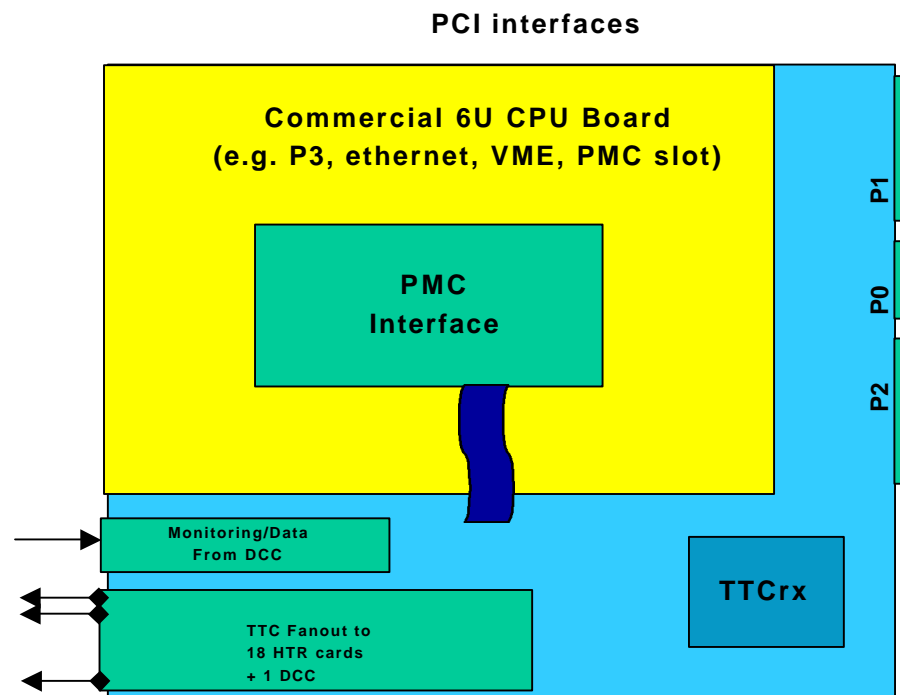 PCI interfaces
Commercial 6U CPU Board
(e.g. P3, ethernet, VME, PMC slot)
P1
PMC
Interface
P0
P2
Monitoring/Data
From DCC
TTCrx
TTC Fanout to
18 HTR cards
+ 1 DCC